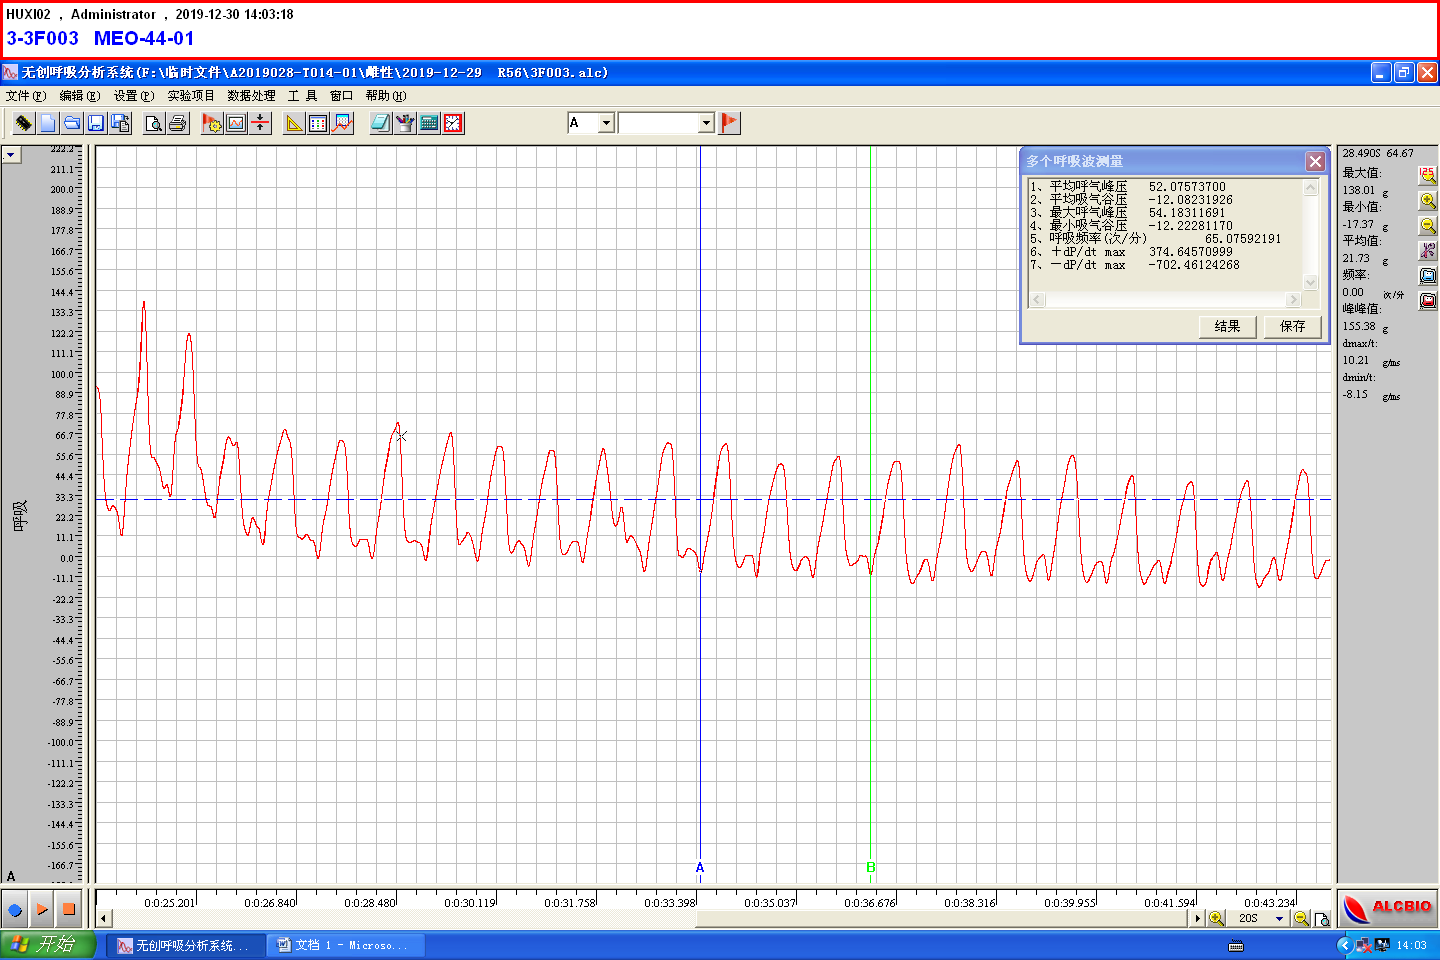 HUXI02 , Administrator , 2019-12-30 14:03:18
3-3F003 MEO-44-01
无创呼吸分析系统(F:\临时文件\A2019028-T014-01\雌性\2019-12-29 R56\3F003.alc)
文件(F) 编辑(E) 设置(P) 实验项目 数据处理 工 具 窗口 帮助(H)
A
222.2
211.1
200.0
188.9
177.8
166.7
155.6
144.4
133.3
122.2
111.1
100.0
88.9
77.8
66.7
55.6
44.4
33.3
22.2
11.1
0.0
-11.1
-22.2
-33.3
-44.4
-55.6
-66.7
-77.8
-88.9
-100.0
-111.1
-122.2
-133.3
-144.4
-155.6
-166.7
呼吸
A
多个呼吸波测量
1、平均呼气峰压 52.07573700
2、平均吸气谷压 -12.08231926
3、最大呼气峰压 54.18311691
4、最小吸气谷压 -12.22281170
5、呼吸频率(次/分) 65.07592191
6、＋dP/dt max 374.64570999
7、－dP/dt max -702.46124268
结果 保存
28.490S 64.67
最大值:
138.01 g
最小值:
-17.37 g
平均值:
21.73 g
频率:
0.00 次/分
峰峰值:
155.38 g
dmax/t:
10.21 g/ms
dmin/t:
-8.15 g/ms
125
A B
0:0:25.201 0:0:26.840 0:0:28.480 0:0:30.119 0:0:31.758 0:0:33.398 0:0:35.037 0:0:36.676 0:0:38.316 0:0:39.955 0:0:41.594 0:0:43.234
20S
ALCBIO
开始 无创呼吸分析系统... 文档 1 - Microso... 14:03